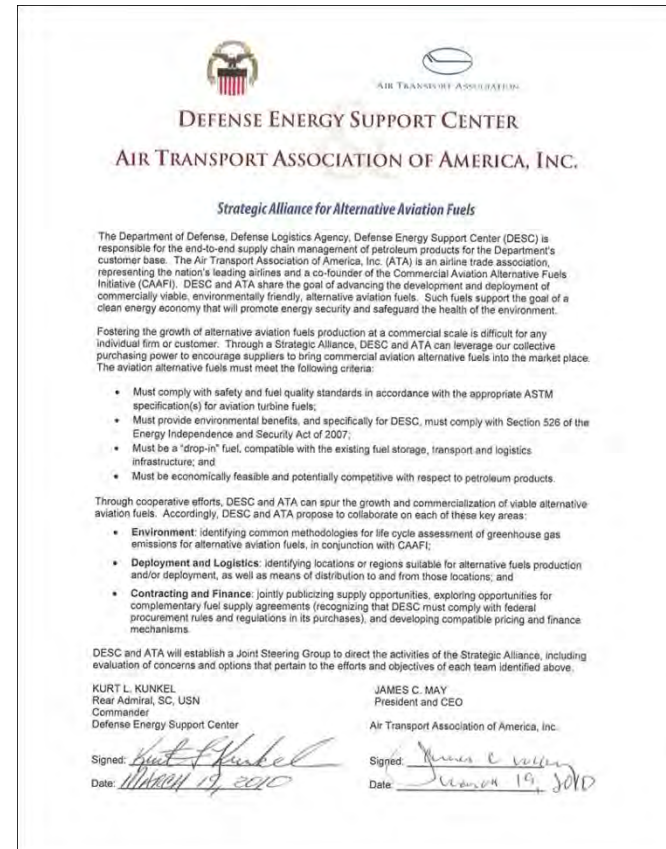 AIR TRANSPORT ASSOCIATION
DEFENSE ENERGY SUPPORT CENTER
AIR TRANSPORT ASSOCIATION OF AMERICA, INC.
Strategic Alliance for Alternative Aviation Fuels
The Department of Defense, Defense Logistics Agency, Defense Energy Support Center (DESC) is
responsible for the end-to-end supply chain management of petroleum products for the Department's
customer base. The Air Transport Association of America, Inc. (ATA) is an airline trade association,
representing the nation's leading airlines and a co-founder of the Commercial Aviation Alternative Fuels
Initiative (CAAFI). DESC and ATA share the goal of advancing the development and deployment of
commercially viable, environmentally friendly, alternative aviation fuels. Such fuels support the goal of a
clean energy economy that will promote energy security and safeguard the health of the environment.
Fostering the growth of alternative aviation fuels production at a commercial scale is difficult for any
individual firm or customer. Through a Strategic Alliance, DESC and ATA can leverage our collective
purchasing power to encourage suppliers to bring commercial aviation alternative fuels into the market place.
The aviation alternative fuels must meet the following criteria:
• Must comply with safety and fuel quality standards in accordance with the appropriate ASTM
specification(s) for aviation turbine fuels;
• Must provide environmental benefits, and specifically for DESC, must comply with Section 526 of the
Energy Independence and Security Act of 2007;
• Must be a "drop-in" fuel, compatible with the existing fuel storage, transport and logistics
infrastructure; and
• Must be economically feasible and potentially competitive with respect to petroleum products.
Through cooperative efforts, DESC and ATA can spur the growth and commercialization of viable alternative
aviation fuels. Accordingly, DESC and ATA propose to collaborate on each of these key areas:
• Environment: identifying common methodologies for life cycle assessment of greenhouse gas
emissions for alternative aviation fuels, in conjunction with CAAFI;
• Deployment and Logistics: identifying locations or regions suitable for alternative fuels production
and/or deployment, as well as means of distribution to and from those locations; and
• Contracting and Finance: jointly publicizing supply opportunities, exploring opportunities for
complementary fuel supply agreements (recognizing that DESC must comply with federal
procurement rules and regulations in its purchases), and developing compatible pricing and finance
mechanisms.
DESC and ATA will establish a Joint Steering Group to direct the activities of the Strategic Alliance, including
evaluation of concerns and options that pertain to the efforts and objectives of each team identified above.
KURT L. KUNKEL
Rear Admiral, SC, USN
Commander
Defense Energy Support Center
Signed: Kurt L Kunkel
Date: MARCH 19, 2010
JAMES C. MAY
President and CEO
Air Transport Association of America, Inc.
Signed: James C
Date: March 19, 2010